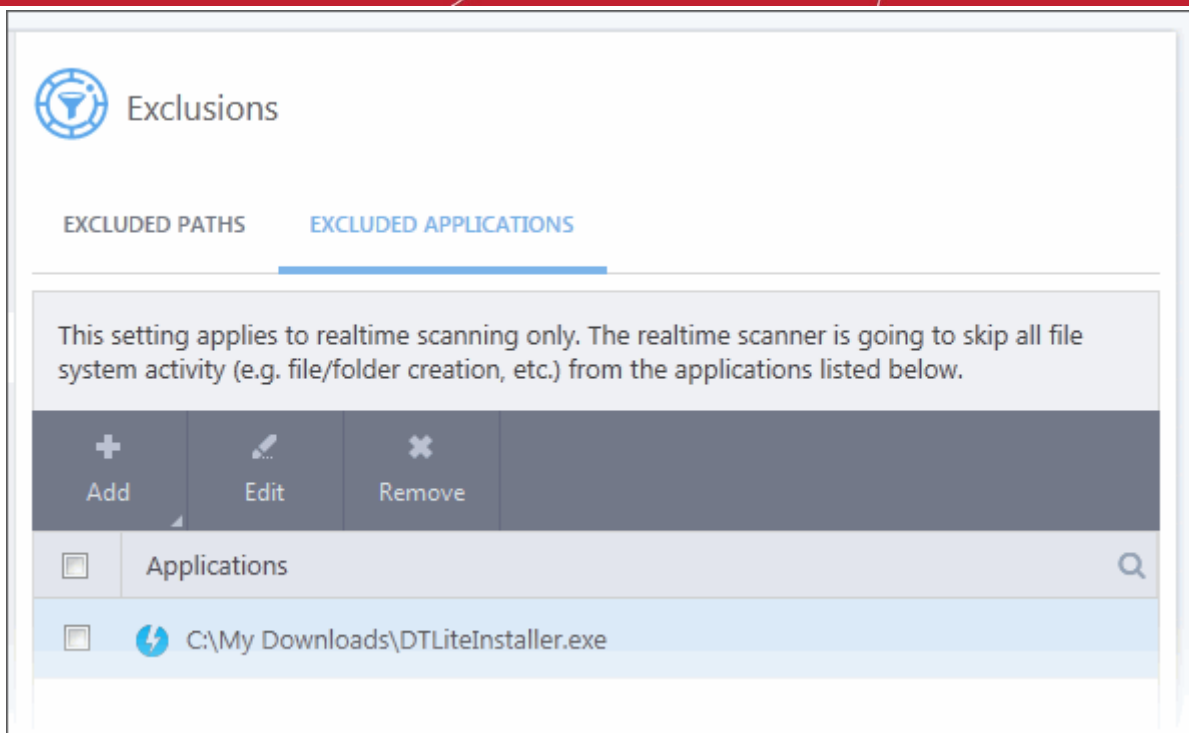 Exclusions
EXCLUDED PATHS EXCLUDED APPLICATIONS
This setting applies to realtime scanning only. The realtime scanner is going to skip all file
system activity (e.g. file/folder creation, etc.) from the applications listed below.
Add Edit Remove
Applications
C:\My Downloads\DTLiteInstaller.exe